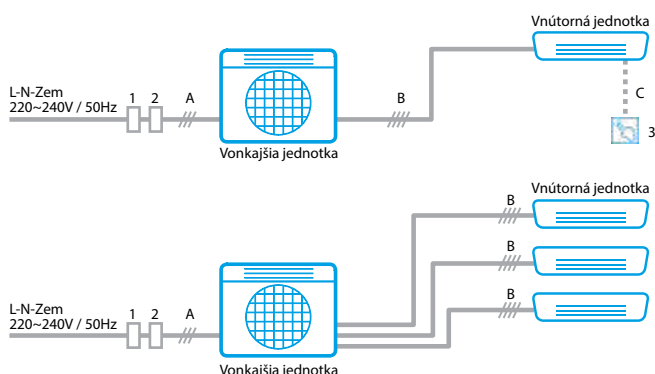 Vnútorná jednotka
L-N-Zem
220~240V / 50Hz
1 2 A
B
C
3
Vonkajšia jednotka
Vnútorná jednotka
B
B
B
L-N-Zem
220~240V / 50Hz
1 2 A
Vonkajšia jednotka